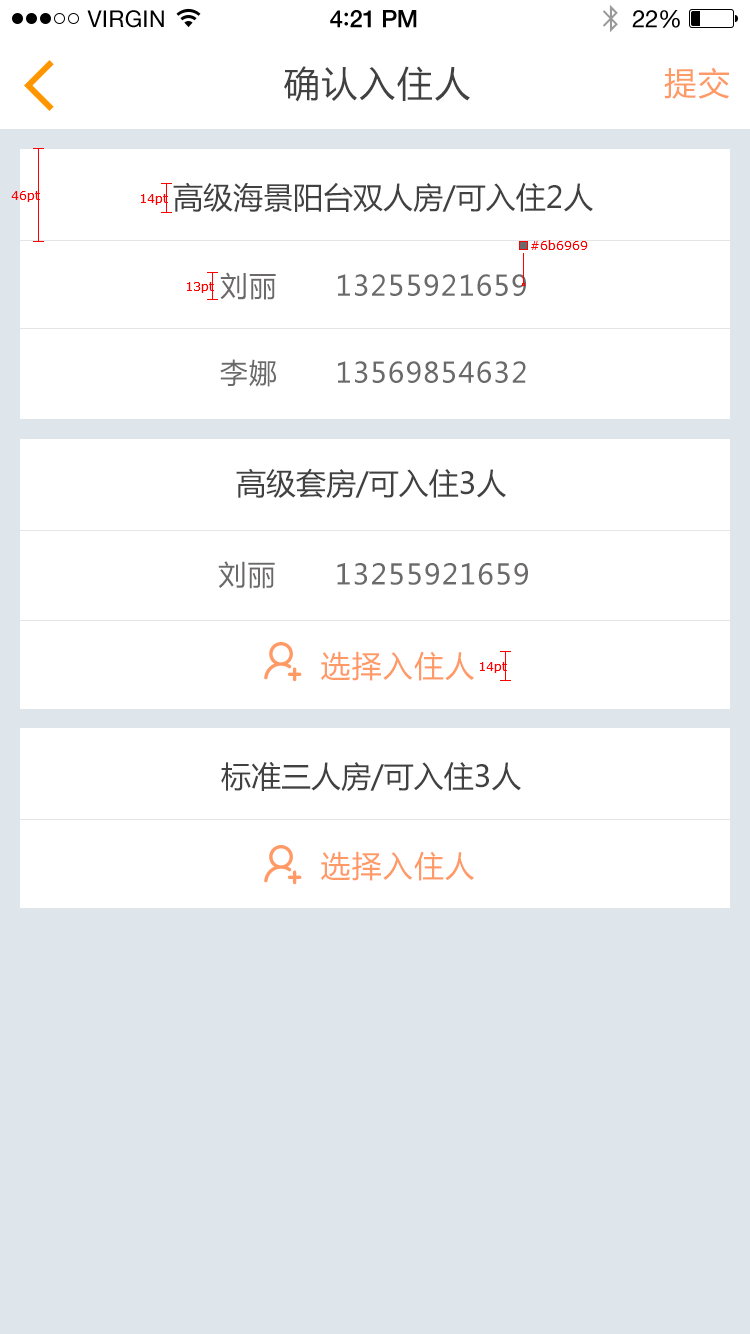 VIRGIN 4:21 PM 22%
确认入住人 提交
46pt 14pt 高级海景阳台双人房/可入住2人
#6b6969
13pt 刘丽 13255921659
李娜 13569854632
高级套房/可入住3人
刘丽 13255921659
选择入住人 14pt
标准三人房/可入住3人
选择入住人